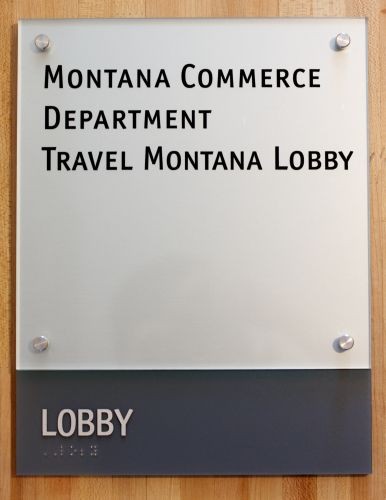 Montana Commerce
Department
Travel Montana Lobby
LOBBY